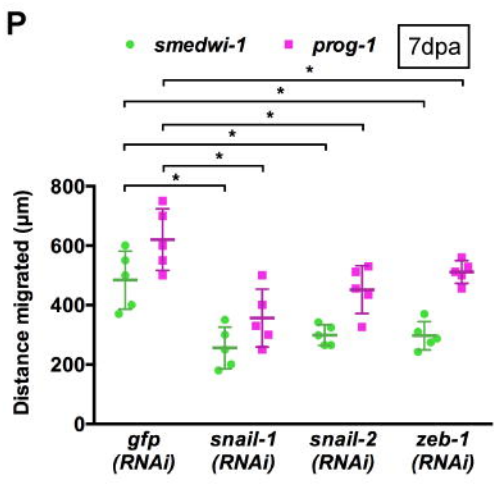 P
smedwi-1 prog-1 7dpa
*
*
*
*
*
*
Distance migrated (µm)
800
600
400
200
0
gfp snail-1 snail-2 zeb-1
(RNAi) (RNAi) (RNAi) (RNAi)